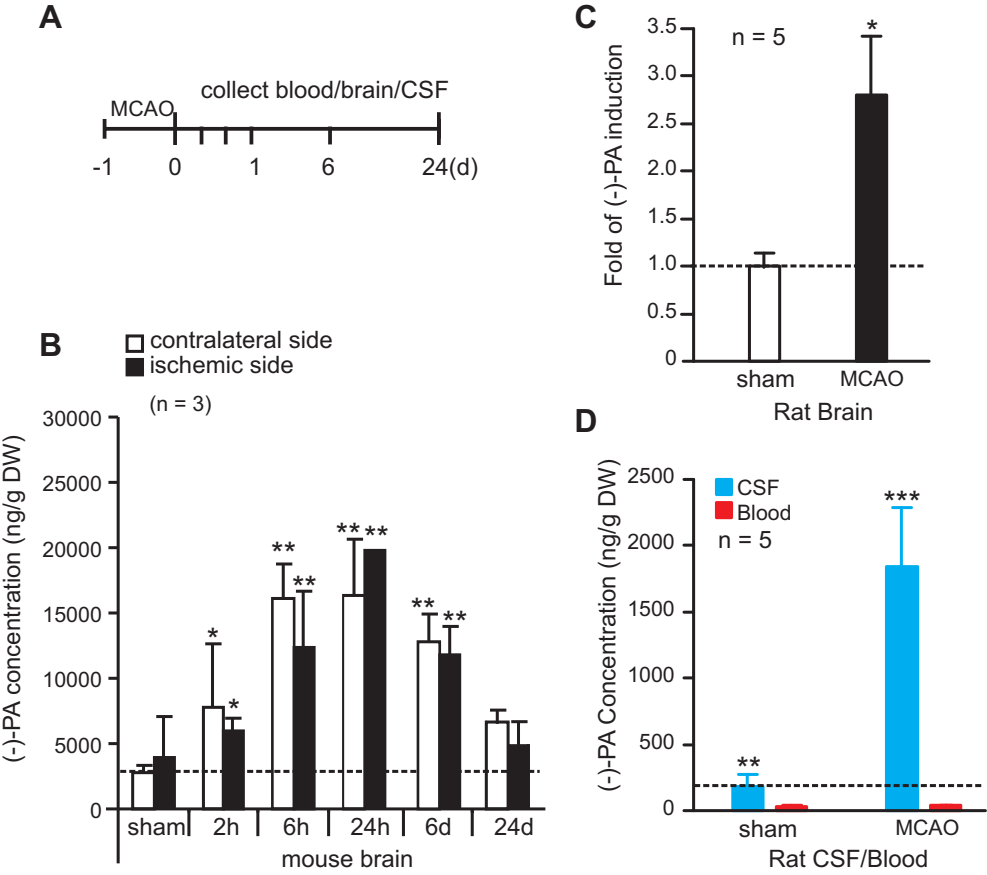 A
collect blood/brain/CSF
MCAO
-1 0 1 6 24(d)
B
contralateral side
ischemic side
(n = 3)
(-)-PA concentration (ng/g DW)
30000
25000
20000
15000
10000
5000
0
** **
** **
** **
* *
sham 2h 6h 24h 6d 24d
mouse brain
C
Fold of (-)-PA induction
3.5
3.0
2.5
2.0
1.5
1.0
0.5
0
n = 5
*
sham MCAO
Rat Brain
D
(-)-PA Concentration (ng/g DW)
2500
2000
1500
1000
500
0
CSF
Blood
n = 5
**
***
sham MCAO
Rat CSF/Blood